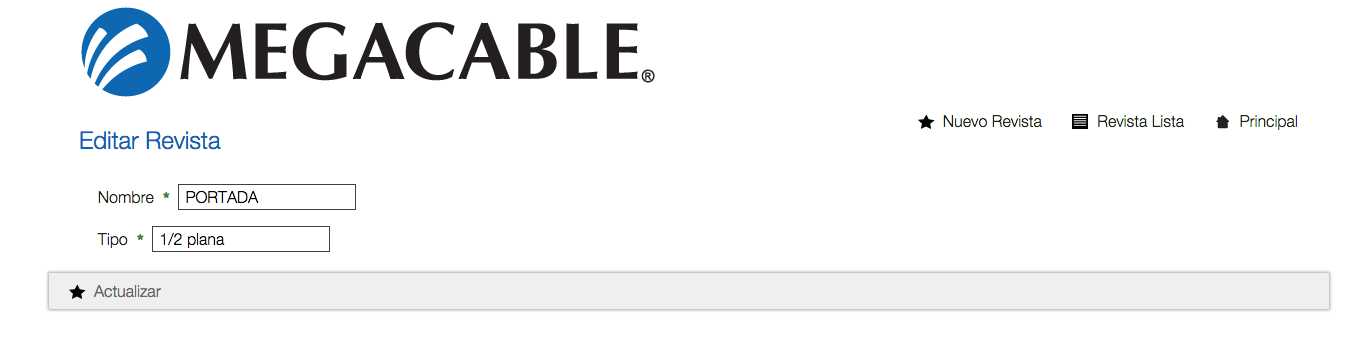 MEGACABLE®
Nuevo Revista Revista Lista Principal
Editar Revista
Nombre * PORTADA
Tipo * 1/2 plana
Actualizar